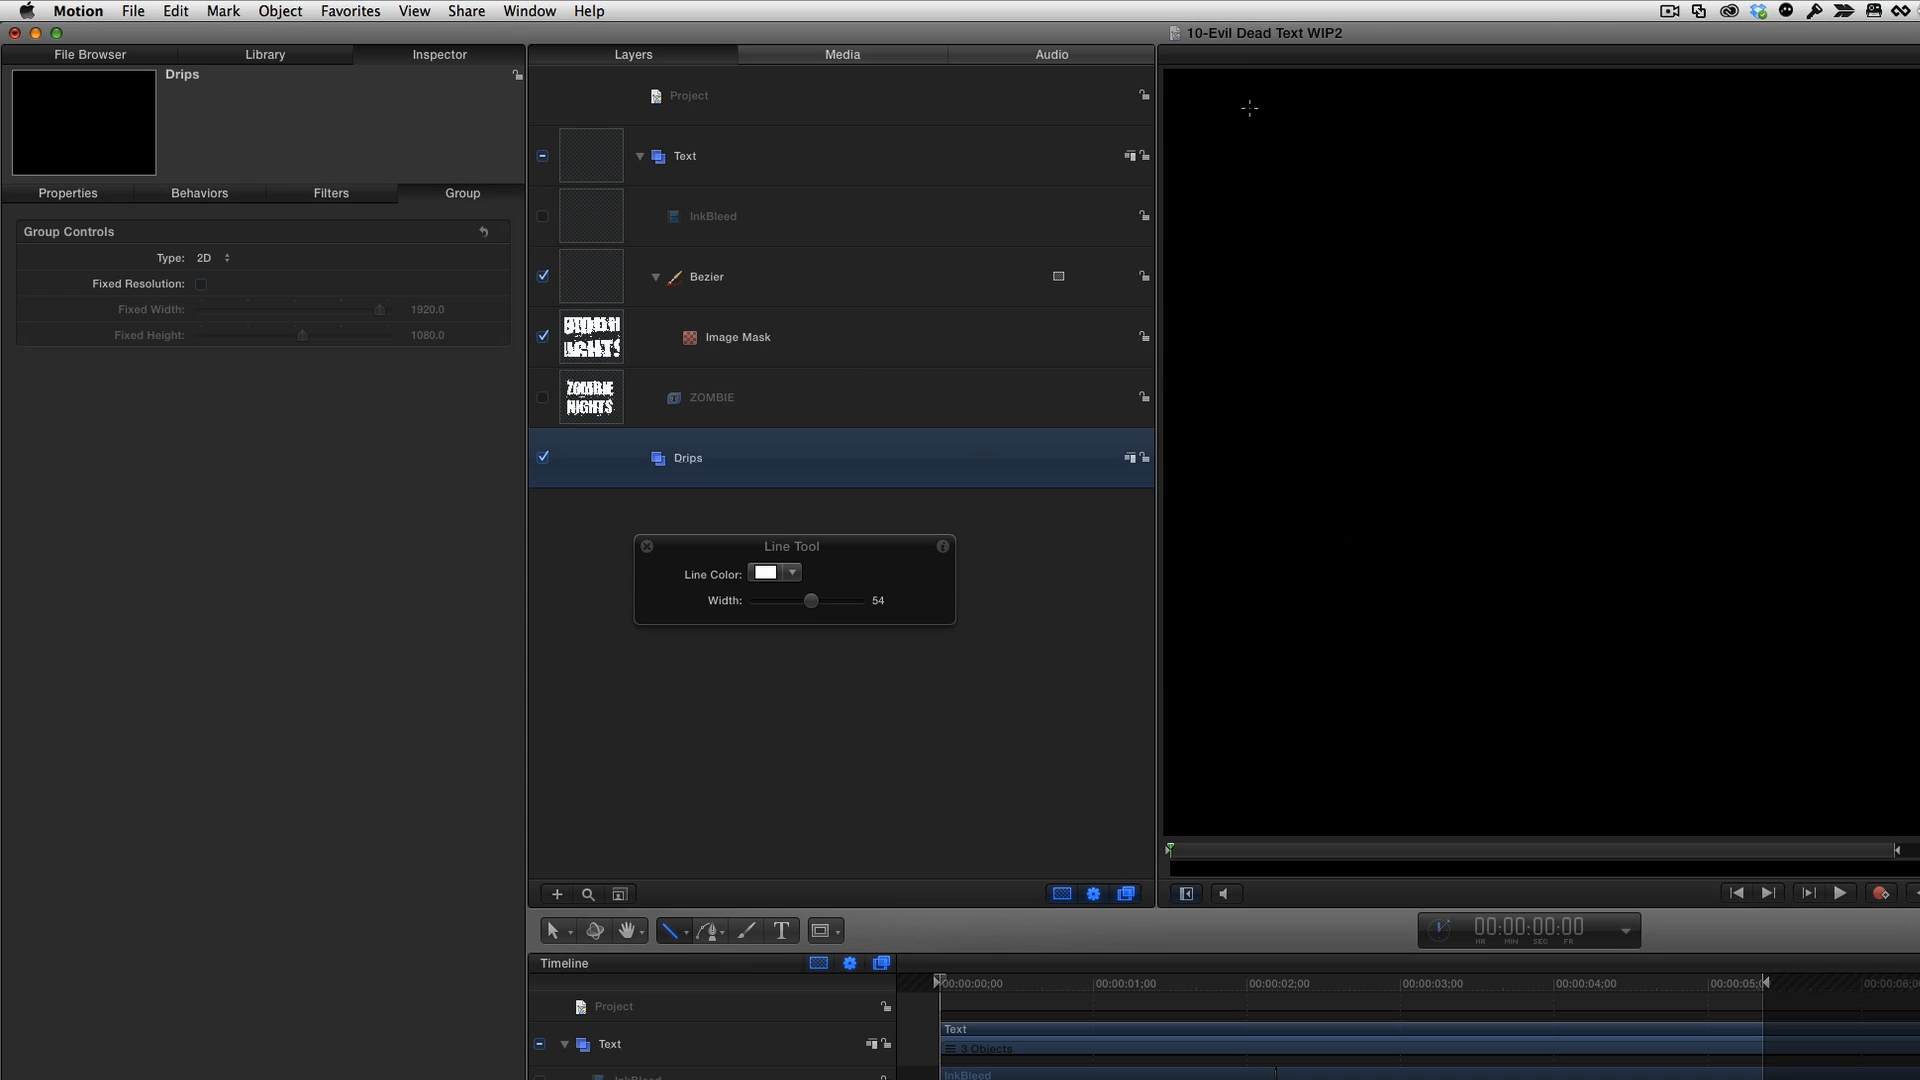 Motion File Edit Mark Object Favorites View Share Window Help
10-Evil Dead Text WIP2
File Browser Library Inspector
Layers Media Audio
Drips
Project
Text
Properties Behaviors Filters Group
InkBleed
Group Controls
Type: 2D
Fixed Resolution:
Fixed Width: 1920.0
Fixed Height: 1080.0
Bezier
Image Mask
ZOMBIE
NIGHTS
ZOMBIE
Drips
Line Tool
Line Color:
Width: 54
T
00:00:00:00
HR MIN SEC FR
Timeline
00:00:00;00 00:00:01;00 00:00:02;00 00:00:03;00 00:00:04;00 00:00:05;0 00:00:06;0
Project
Text
Text
3 Objects
InkBleed
InkBleed